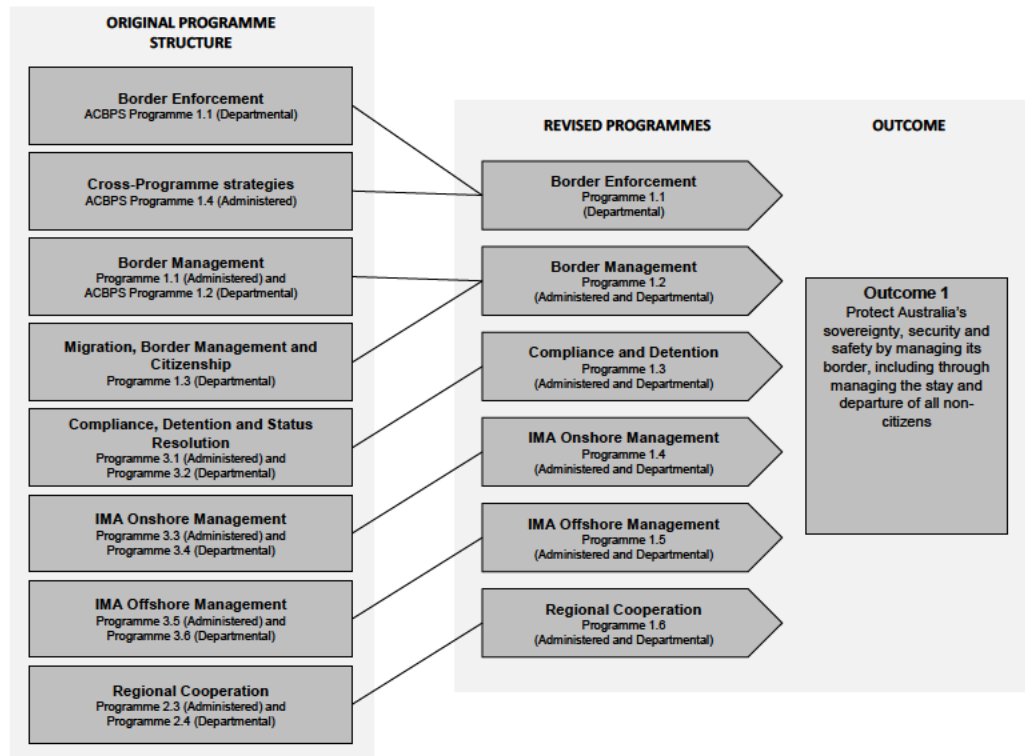 ORIGINAL PROGRAMME
STRUCTURE
Border Enforcement
ACBPS Programme 1.1 (Departmental)
Cross-Programme strategies
ACBPS Programme 1.4 (Administered)
Border Management
Programme 1.1 (Administered) and
ACBPS Programme 1.2 (Departmental)
Migration, Border Management and
Citizenship
Programme 1.3 (Departmental)
Compliance, Detention and Status
Resolution
Programme 3.1 (Administered) and
Programme 3.2 (Departmental)
IMA Onshore Management
Programme 3.3 (Administered) and
Programme 3.4 (Departmental)
IMA Offshore Management
Programme 3.5 (Administered) and
Programme 3.6 (Departmental)
Regional Cooperation
Programme 2.3 (Administered) and
Programme 2.4 (Departmental)
REVISED PROGRAMMES
Border Enforcement
Programme 1.1
(Departmental)
Border Management
Programme 1.2
(Administered and Departmental)
Compliance and Detention
Programme 1.3
(Administered and Departmental)
IMA Onshore Management
Programme 1.4
(Administered and Departmental)
IMA Offshore Management
Programme 1.5
(Administered and Departmental)
Regional Cooperation
Programme 1.6
(Administered and Departmental)
OUTCOME
Outcome 1
Protect Australia's
sovereignty, security and
safety by managing its
border, including through
managing the stay and
departure of all non-
citizens